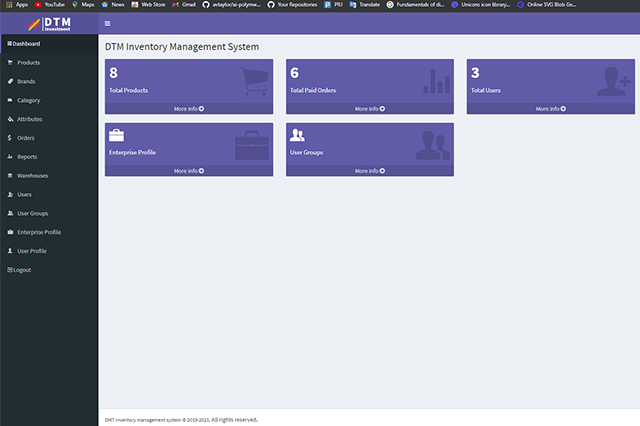 Apps YouTube Maps News Web Store Gmail avtaylor/ai-polymw... Your Repositories PfU Translate Fundamentals of di... Unicons icon library... Online SVG Blob Ge...
DTM
Investment
Dashboard
Products
Brands
Category
Attributes
Orders
Reports
Warehouses
Users
User Groups
Enterprise Profile
User Profile
Logout
DTM Inventory Management System
8
Total Products
More info
6
Total Paid Orders
More info
3
Total Users
More info
Enterprise Profile
More info
User Groups
More info
DMT inventory management system © 2019-2021. All rights reserved.